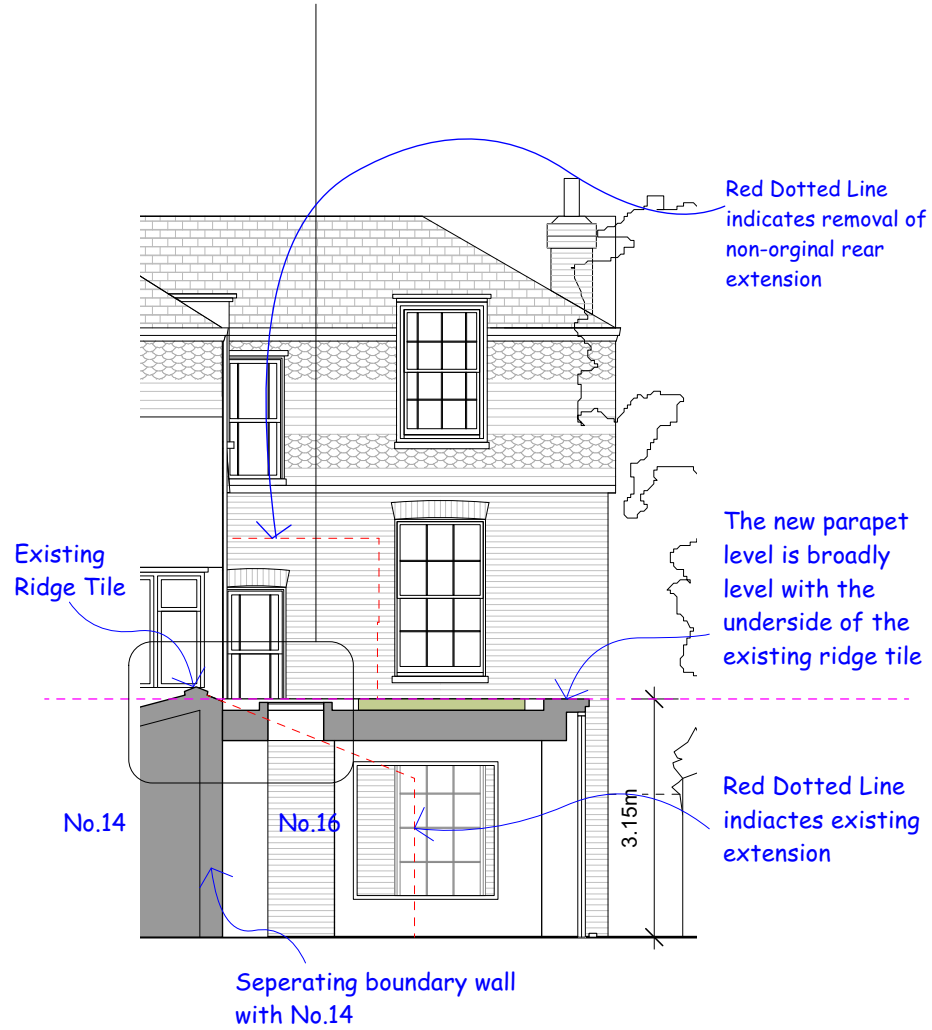 Red Dotted Line
indicates removal of
non-orginal rear
extension
The new parapet
level is broadly
level with the
underside of the
existing ridge tile
Existing
Ridge Tile
No.14
No.16
3.15m
Red Dotted Line
indiactes existing
extension
Seperating boundary wall
with No.14